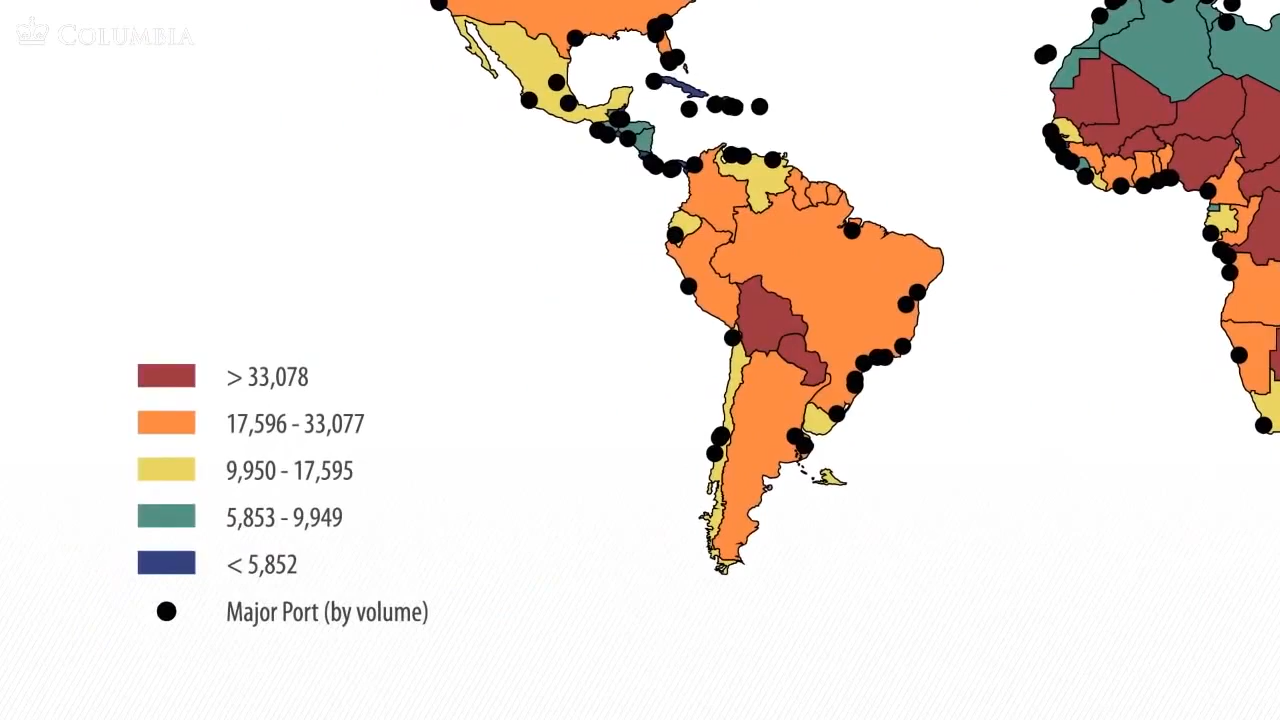 COLUMBIA
> 33,078
17,596 - 33,077
9,950 - 17,595
5,853 - 9,949
< 5,852
Major Port (by volume)